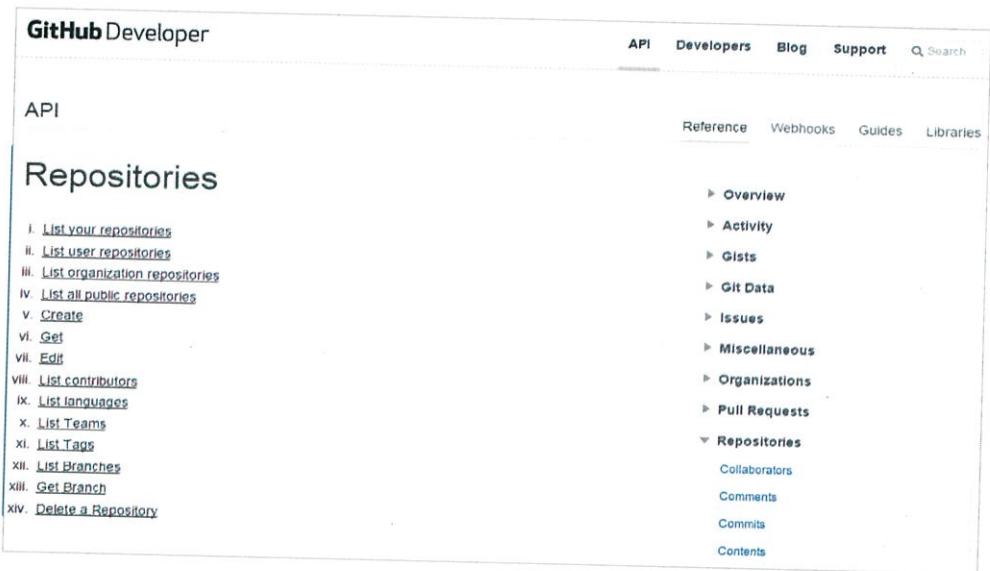 GitHub Developer
API Developers Blog Support Search
API
Reference Webhooks Guides Libraries
Repositories
i. List your repositories
ii. List user repositories
iii. List organization repositories
iv. List all public repositories
v. Create
vi. Get
vii. Edit
viii. List contributors
ix. List languages
x. List Teams
xi. List Tags
xii. List Branches
xiii. Get Branch
xiv. Delete a Repository
Overview
Activity
Gists
Git Data
Issues
Miscellaneous
Organizations
Pull Requests
Repositories
Collaborators
Comments
Commits
Contents